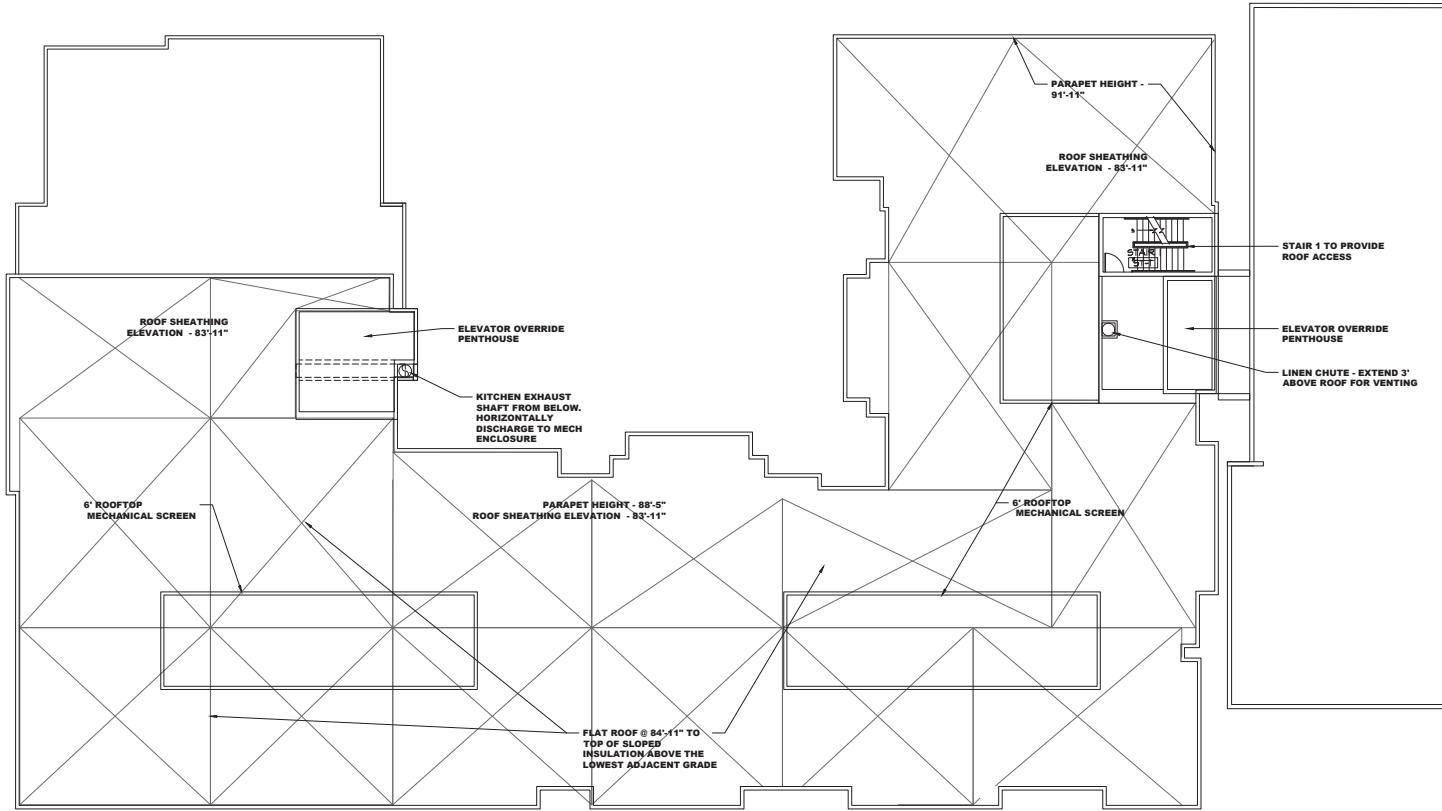 PARAPET HEIGHT -
91'-11"
ROOF SHEATHING
ELEVATION - 83'-11"
STAIR 1 TO PROVIDE
ROOF ACCESS
STAIR
ST-1
ROOF SHEATHING
ELEVATION - 83'-11"
ELEVATOR OVERRIDE
PENTHOUSE
ELEVATOR OVERRIDE
PENTHOUSE
LINEN CHUTE - EXTEND 3'
ABOVE ROOF FOR VENTING
KITCHEN EXHAUST
SHAFT FROM BELOW.
HORIZONTALLY
DISCHARGE TO MECH
ENCLOSURE
6' ROOFTOP
MECHANICAL SCREEN
PARAPET HEIGHT - 88'-5"
ROOF SHEATHING ELEVATION - 83'-11"
6' ROOFTOP
MECHANICAL SCREEN
FLAT ROOF @ 84'-11" TO
TOP OF SLOPED
INSULATION ABOVE THE
LOWEST ADJACENT GRADE